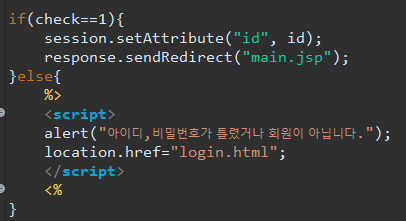 if(check==1){
session.setAttribute("id", id);
response.sendRedirect("main.jsp");
}else{
%>
<script>
alert("아이디,비밀번호가 틀렸거나 회원이 아닙니다.");
location.href="login.html";
</script>
<%
}